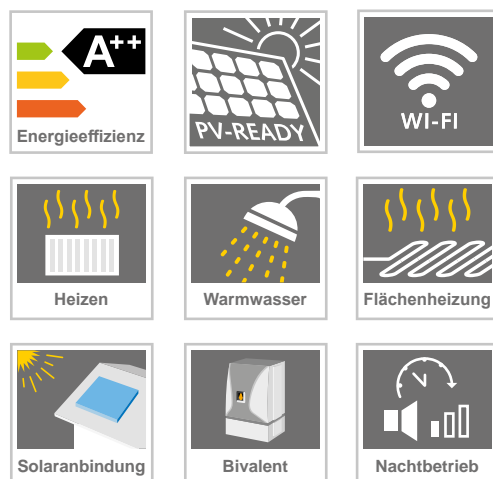 A++
Energieeffizienz
PV-READY
WI-FI
Heizen
Warmwasser
Flächenheizung
Solaranbindung
Bivalent
Nachtbetrieb